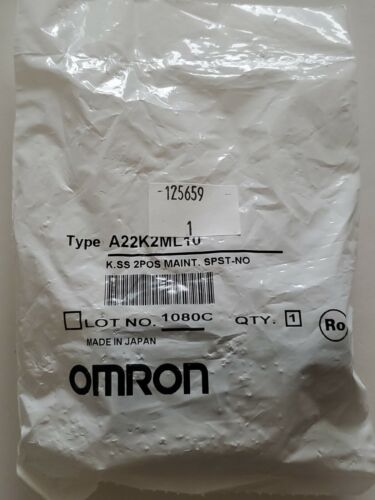 -125659
1
Type A22K2ML10
K.SS 2POS MAINT. SPST-NO
LOT NO. 1080C QTY. 1
Ro
MADE IN JAPAN
OMRON